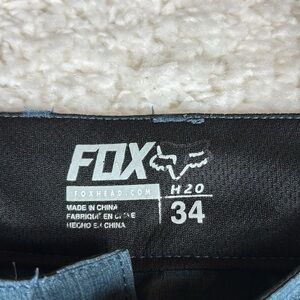 FOX
FOXHEAD.COM
H2O
MADE IN CHINA
FABRIQUÉ EN CHINE
HECHO EN CHINA
34